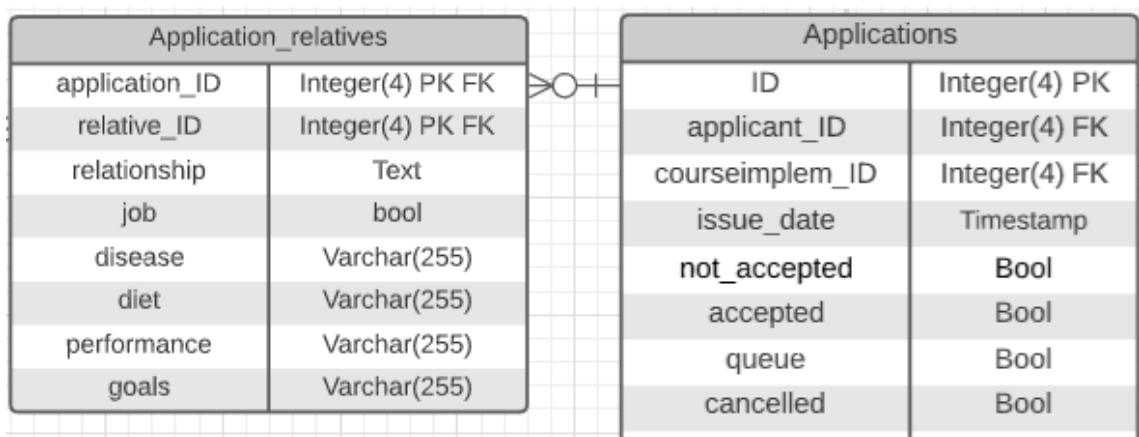 Application_relatives
application_ID Integer(4) PK FK
relative_ID Integer(4) PK FK
relationship Text
job bool
disease Varchar(255)
diet Varchar(255)
performance Varchar(255)
goals Varchar(255)
Applications
ID Integer(4) PK
applicant_ID Integer(4) FK
courseimplem_ID Integer(4) FK
issue_date Timestamp
not_accepted Bool
accepted Bool
queue Bool
cancelled Bool